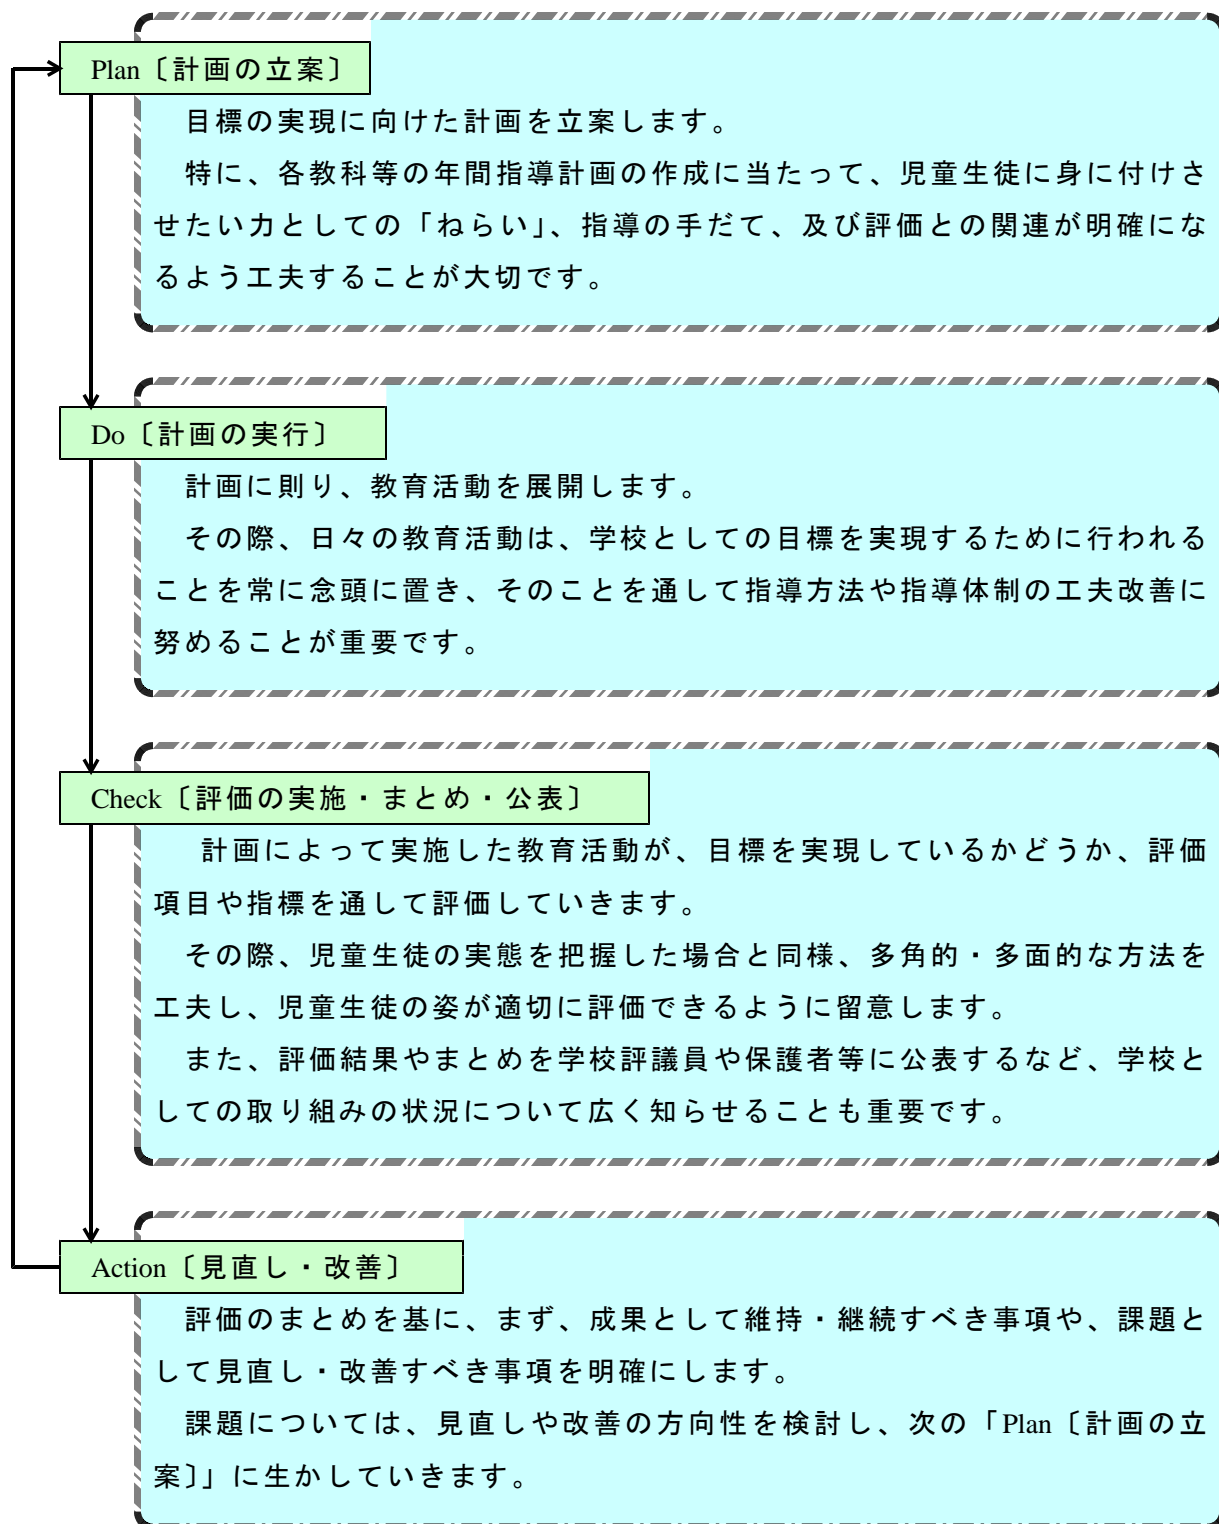 Plan〔計画の立案〕
目標の実現に向けた計画を立案します。
特に、各教科等の年間指導計画の作成に当たって、児童生徒に身に付けさ
せたい力としての「ねらい」、指導の手だて、及び評価との関連が明確にな
るよう工夫することが大切です。
Do〔計画の実行〕
計画に則り、教育活動を展開します。
その際、日々の教育活動は、学校としての目標を実現するために行われる
ことを常に念頭に置き、そのことを通して指導方法や指導体制の工夫改善に
努めることが重要です。
Check〔評価の実施・まとめ・公表〕
計画によって実施した教育活動が、目標を実現しているかどうか、評価
項目や指標を通して評価していきます。
その際、児童生徒の実態を把握した場合と同様、多角的・多面的な方法を
工夫し、児童生徒の姿が適切に評価できるように留意します。
また、評価結果やまとめを学校評議員や保護者等に公表するなど、学校と
しての取り組みの状況について広く知らせることも重要です。
Action〔見直し・改善〕
評価のまとめを基に、まず、成果として維持・継続すべき事項や、課題と
して見直し・改善すべき事項を明確にします。
課題については、見直しや改善の方向性を検討し、次の「Plan〔計画の立
案〕」に生かしていきます。